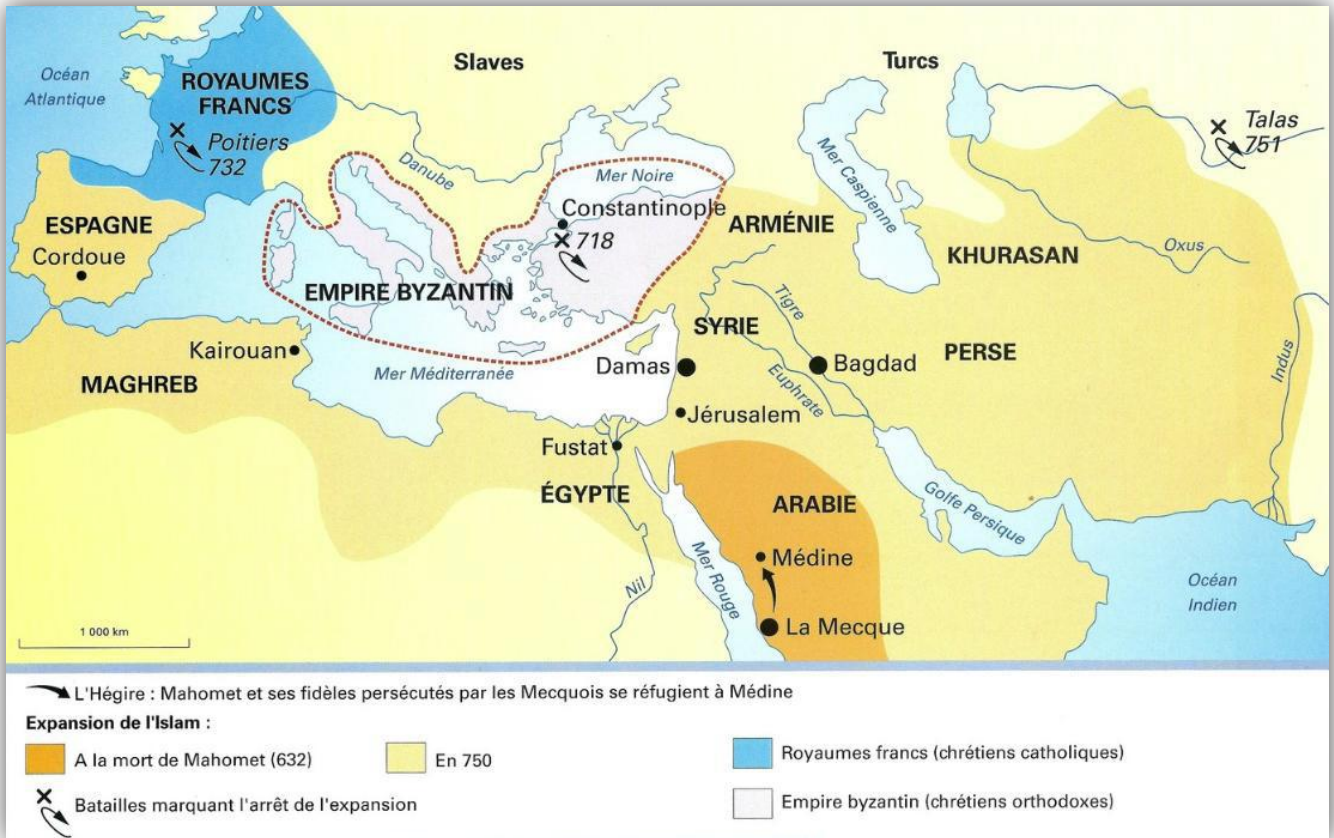 Océan
Atlantique
ROYAUMES
FRANCS
Poitiers
732
Slaves
Turcs
Talas
751
Danube
Mer Noire
Mer Caspienne
ESPAGNE
Cordoue
Constantinople
718
ARMÉNIE
KHURASAN
Oxus
EMPIRE BYZANTIN
Tigre
SYRIE
Kairouan
MAGHREB
Mer Méditerranée
Damas
Bagdad
PERSE
Euphrate
Indus
Jérusalem
Fustat
ÉGYPTE
ARABIE
Golfe Persique
Médine
Mer Rouge
Nil
Océan
Indien
La Mecque
1 000 km
L'Hégire : Mahomet et ses fidèles persécutés par les Mecquois se réfugient à Médine
Expansion de l'Islam :
A la mort de Mahomet (632)
En 750
Royaumes francs (chrétiens catholiques)
Batailles marquant l'arrêt de l'expansion
Empire byzantin (chrétiens orthodoxes)